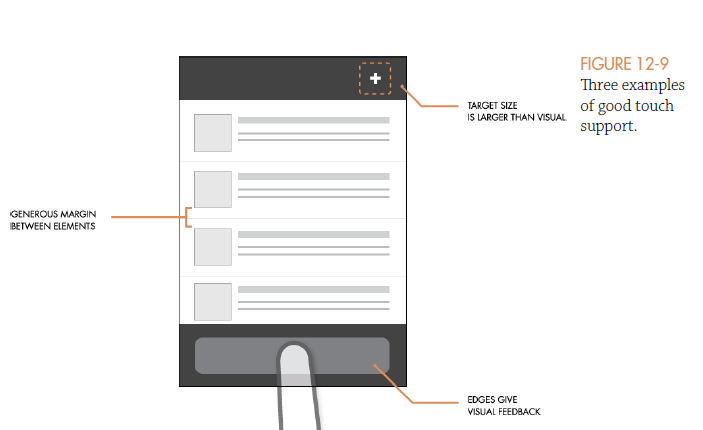 FIGURE 12-9
Three examples
of good touch
support.
TARGET SIZE
IS LARGER THAN VISUAL
GENEROUS MARGIN
BETWEEN ELEMENTS
EDGES GIVE
VISUAL FEEDBACK